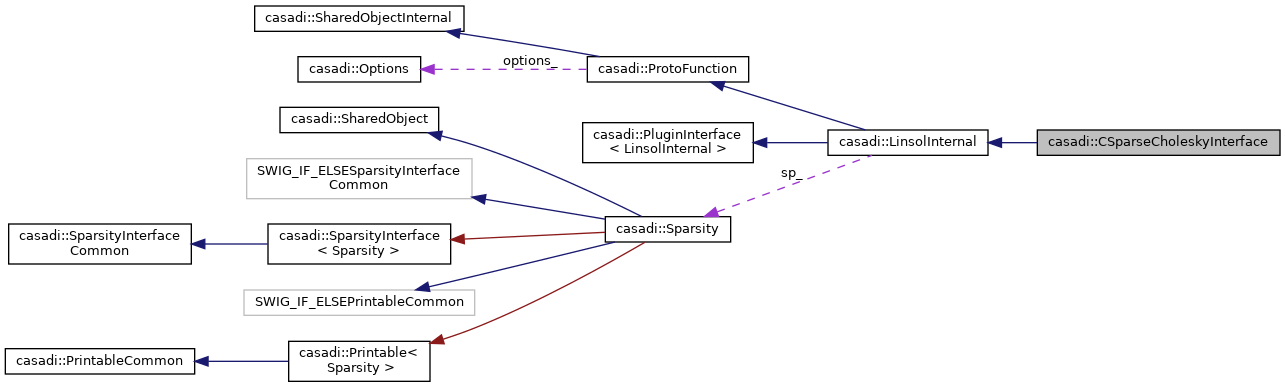 casadi::SharedObjectInternal
casadi::Options
options_
casadi::ProtoFunction
casadi::SharedObject
casadi::PluginInterface
< LinsolInternal >
casadi::LinsolInternal
casadi::CSparseCholeskyInterface
SWIG_IF_ELSESparsityInterface
Common
sp_
casadi::SparsityInterface
Common
casadi::SparsityInterface
< Sparsity >
casadi::Sparsity
SWIG_IF_ELSEPrintableCommon
casadi::PrintableCommon
casadi::Printable<
Sparsity >